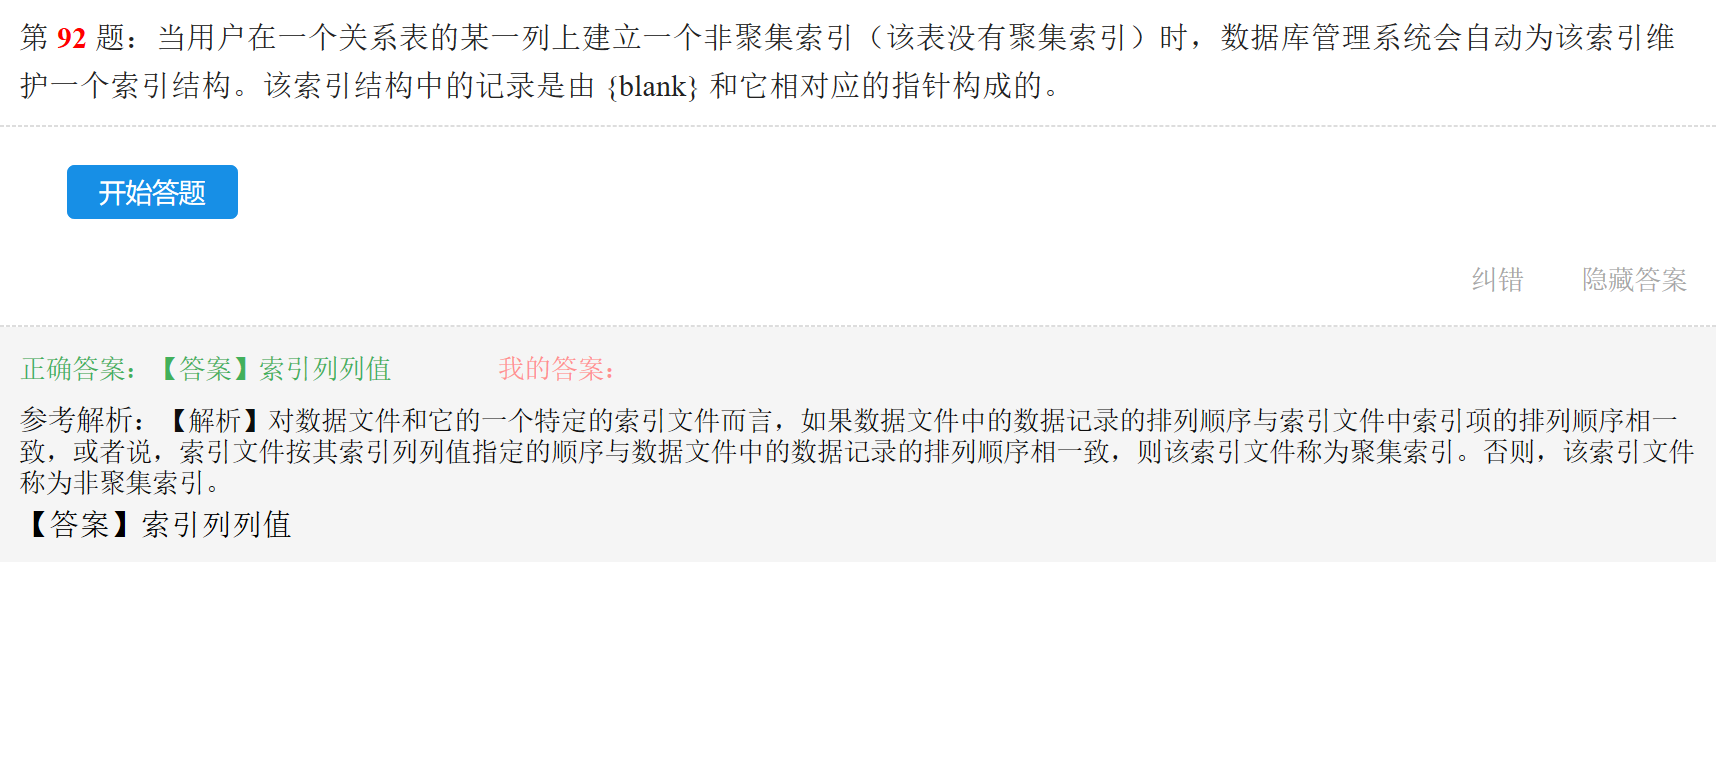 第 92 题：当用户在一个关系表的某一列上建立一个非聚集索引（该表没有聚集索引）时，数据库管理系统会自动为该索引维
护一个索引结构。该索引结构中的记录是由 {blank} 和它相对应的指针构成的。
开始答题
纠错 隐藏答案
正确答案：【答案】索引列列值 我的答案：
参考解析：【解析】对数据文件和它的一个特定的索引文件而言，如果数据文件中的数据记录的排列顺序与索引文件中索引项的排列顺序相一
致，或者说，索引文件按其索引列列值指定的顺序与数据文件中的数据记录的排列顺序相一致，则该索引文件称为聚集索引。否则，该索引文件
称为非聚集索引。
【答案】索引列列值